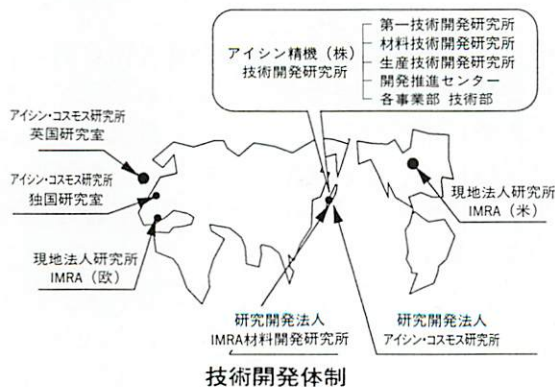 アイシン精機（株）
技術開発研究所
第一技術開発研究所
材料技術開発研究所
生産技術開発研究所
開発推進センター
各事業部 技術部
アイシン・コスモス研究所
英国研究室
アイシン・コスモス研究所
独国研究室
現地法人研究所
IMRA（欧）
現地法人研究所
IMRA（米）
研究開発法人
IMRA材料開発研究所
研究開発法人
アイシン・コスモス研究所
技術開発体制